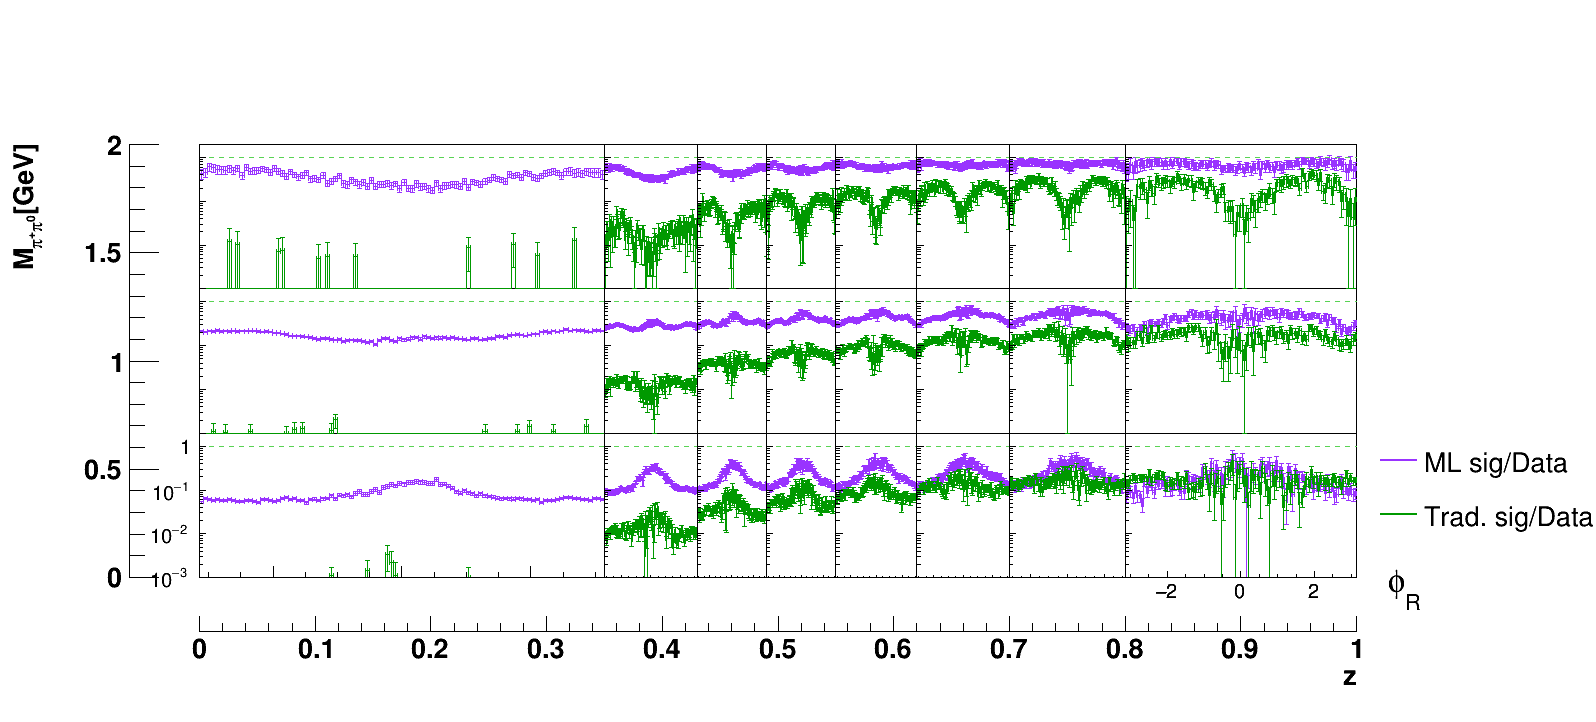 M π⁺π⁰ [GeV]
2
1.5
1
0.5
0
1
10⁻¹
10⁻²
10⁻³
ML sig/Data
Trad. sig/Data
−2 0 2
ϕ_R
0 0.1 0.2 0.3 0.4 0.5 0.6 0.7 0.8 0.9 1
z